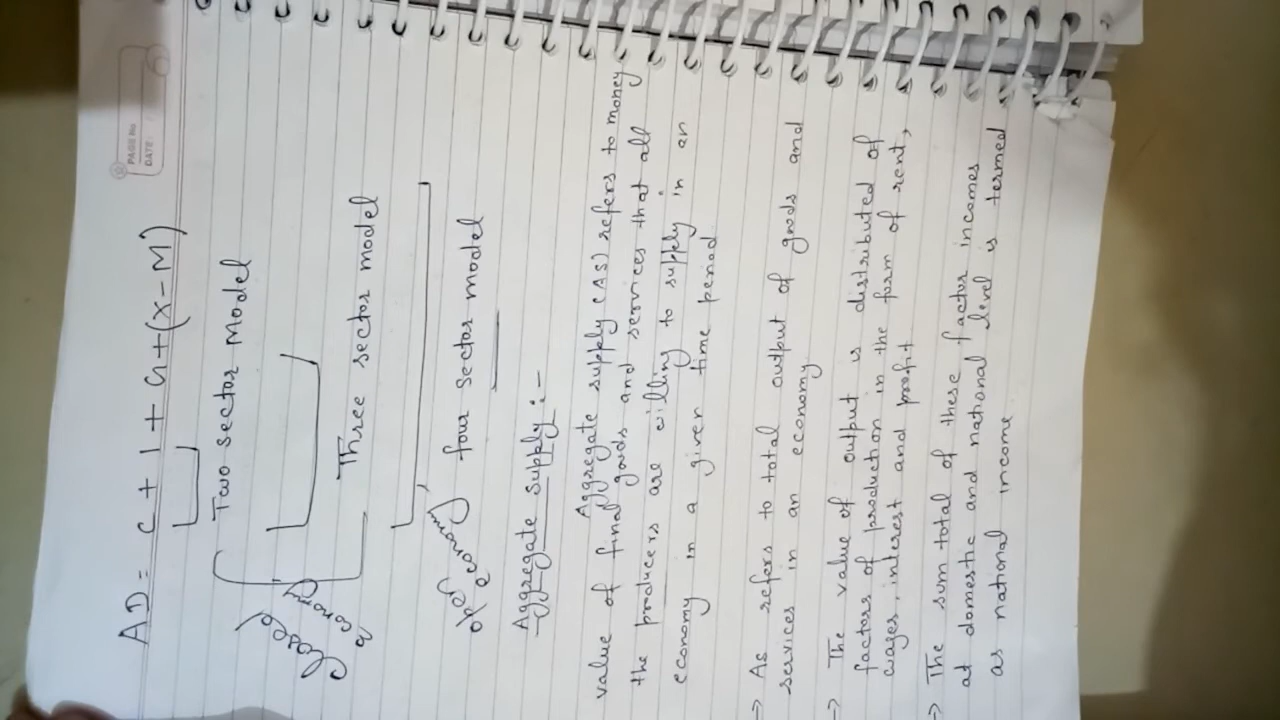 PAGE No
DATE:
AD = C + I + G + (X - M)
Two sector Model
Three sector model
closed economy
four sector model
open economy
Aggregate supply :-
Aggregate supply (AS) refers to money
value of final goods and services that all
the producers are willing to supply in an
economy in a given time period
→ As refers to total output of goods and
services in an economy
→ The value of output is distributed of
factors of production in the form of rent,
wages, interest and profit
→ The sum total of these factor incomes
at domestic and national level is termed
as national income